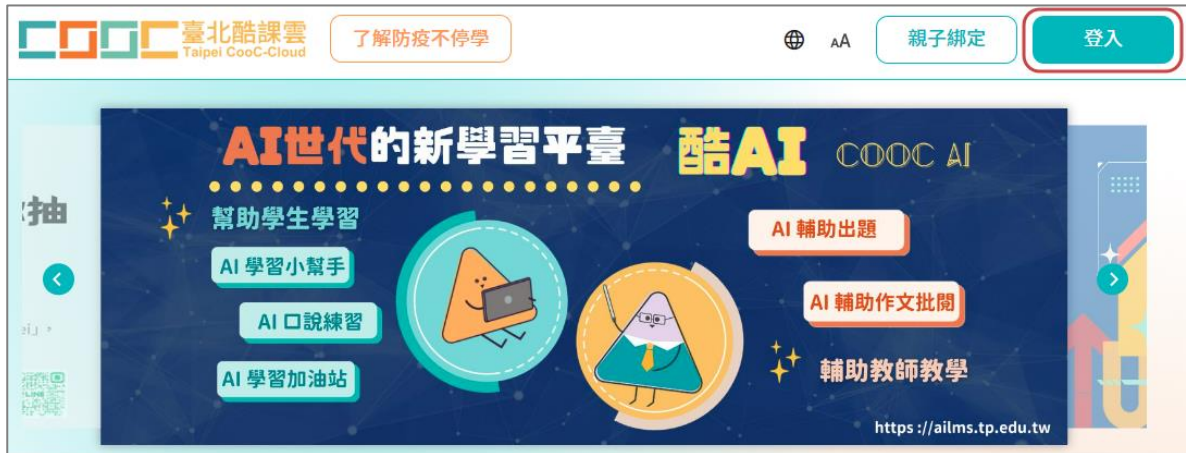 COOC 臺北酷課雲
Taipei CooC-Cloud
了解防疫不停學
AA
親子綁定
登入
AI世代的新學習平臺
酷AI
COOC AI
抽
幫助學生學習
AI 學習小幫手
AI 口說練習
AI 學習加油站
AI 輔助出題
AI 輔助作文批閱
輔助教師教學
https://ailms.tp.edu.tw